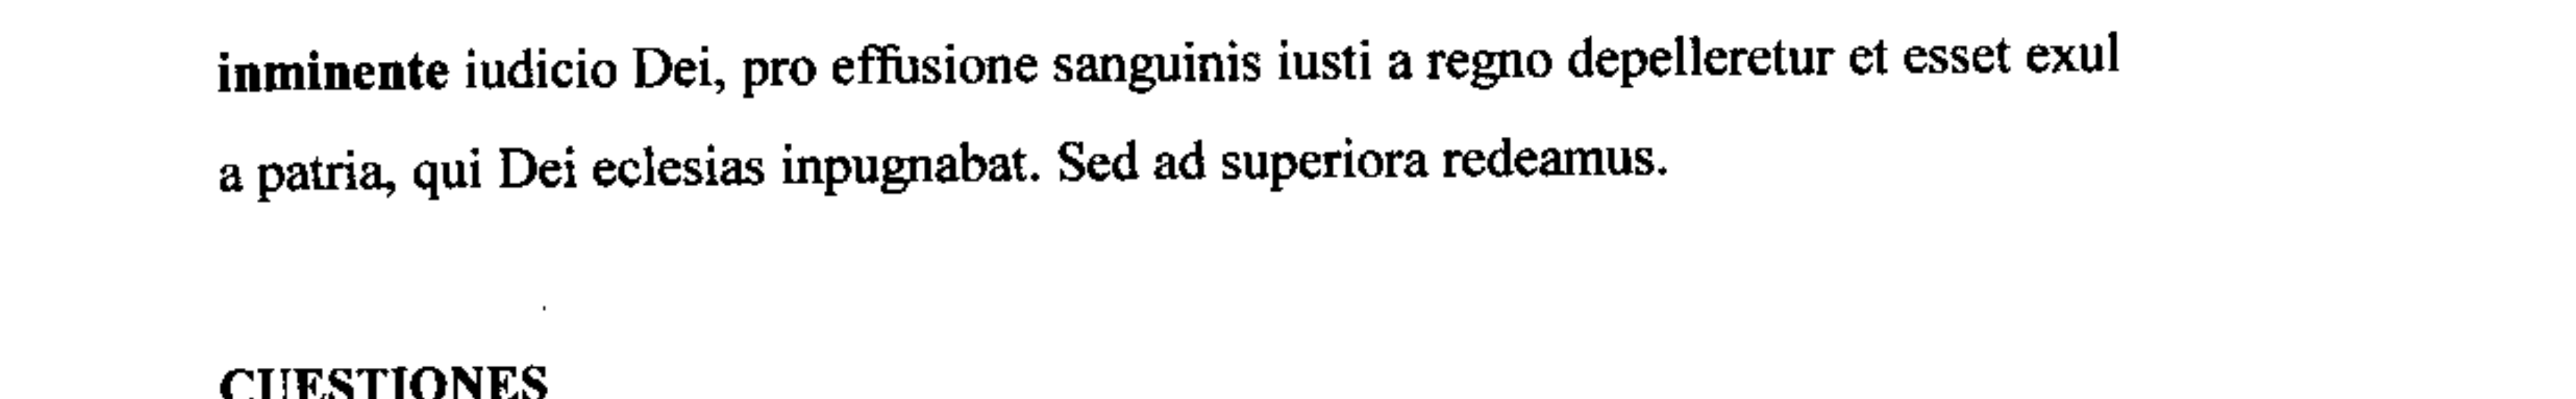 inminente iudicio Dei, pro effusione sanguinis iusti a regno depelleretur et esset exul
a patria, qui Dei eclesias inpugnabat. Sed ad superiora redeamus.
CUESTIONES